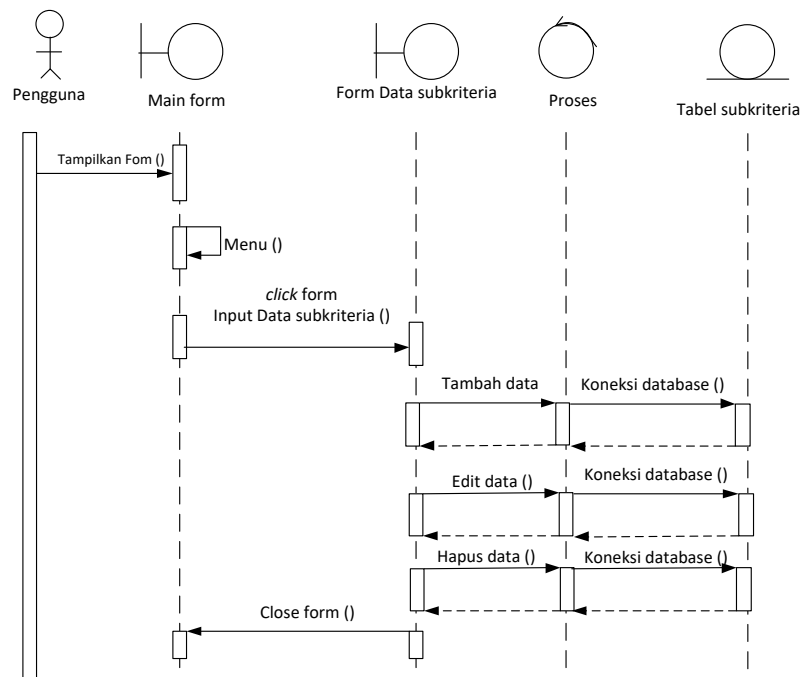 Pengguna
Main form
Form Data subkriteria
Proses
Tabel subkriteria
Tampilkan Fom ()
Menu ()
click form
Input Data subkriteria ()
Tambah data
Koneksi database ()
Edit data ()
Koneksi database ()
Hapus data ()
Koneksi database ()
Close form ()